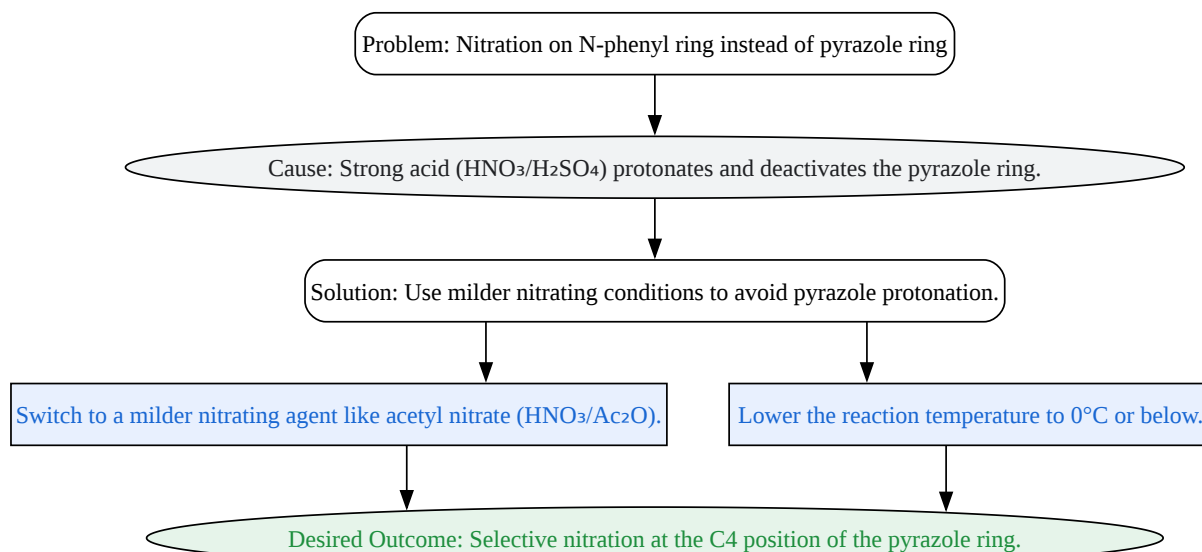 Problem: Nitration on N-phenyl ring instead of pyrazole ring
Cause: Strong acid (HNO₃/H₂SO₄) protonates and deactivates the pyrazole ring.
Solution: Use milder nitrating conditions to avoid pyrazole protonation.
Switch to a milder nitrating agent like acetyl nitrate (HNO₃/Ac₂O).
Lower the reaction temperature to 0°C or below.
Desired Outcome: Selective nitration at the C4 position of the pyrazole ring.